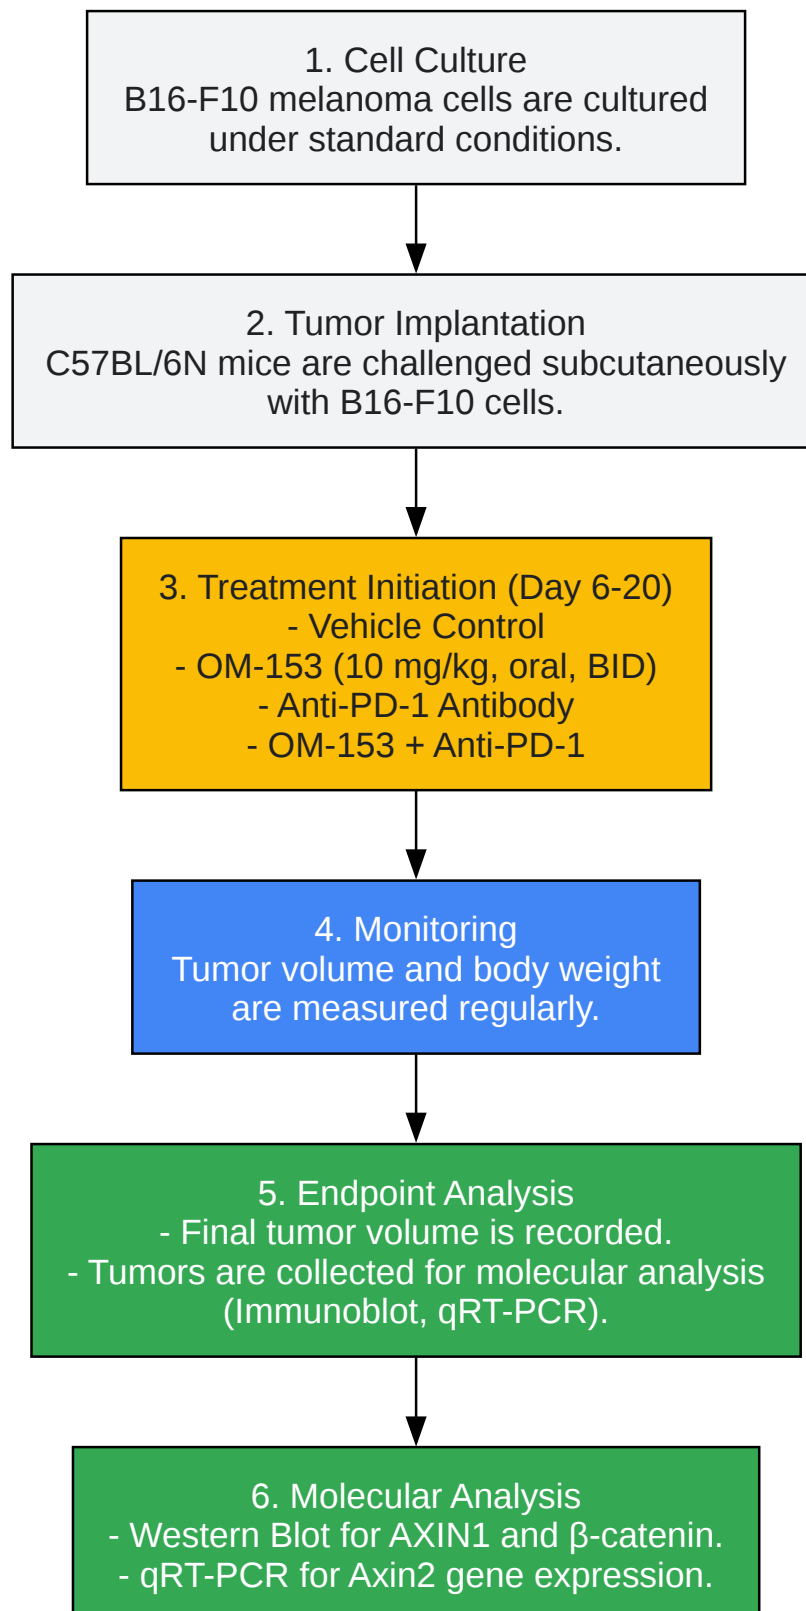 1. Cell Culture
B16-F10 melanoma cells are cultured
under standard conditions.
2. Tumor Implantation
C57BL/6N mice are challenged subcutaneously
with B16-F10 cells.
3. Treatment Initiation (Day 6-20)
- Vehicle Control
- OM-153 (10 mg/kg, oral, BID)
- Anti-PD-1 Antibody
- OM-153 + Anti-PD-1
4. Monitoring
Tumor volume and body weight
are measured regularly.
5. Endpoint Analysis
- Final tumor volume is recorded.
- Tumors are collected for molecular analysis
(Immunoblot, qRT-PCR).
6. Molecular Analysis
- Western Blot for AXIN1 and β-catenin.
- qRT-PCR for Axin2 gene expression.